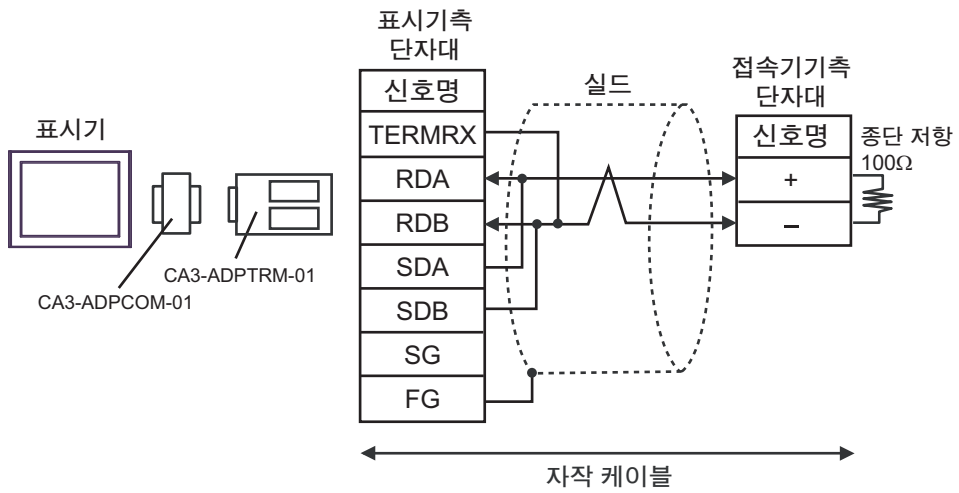 표시기
CA3-ADPCOM-01
CA3-ADPTRM-01
표시기측
단자대
신호명
TERMRX
RDA
RDB
SDA
SDB
SG
FG
실드
접속기기측
단자대
신호명
+
–
종단 저항
100Ω
자작 케이블